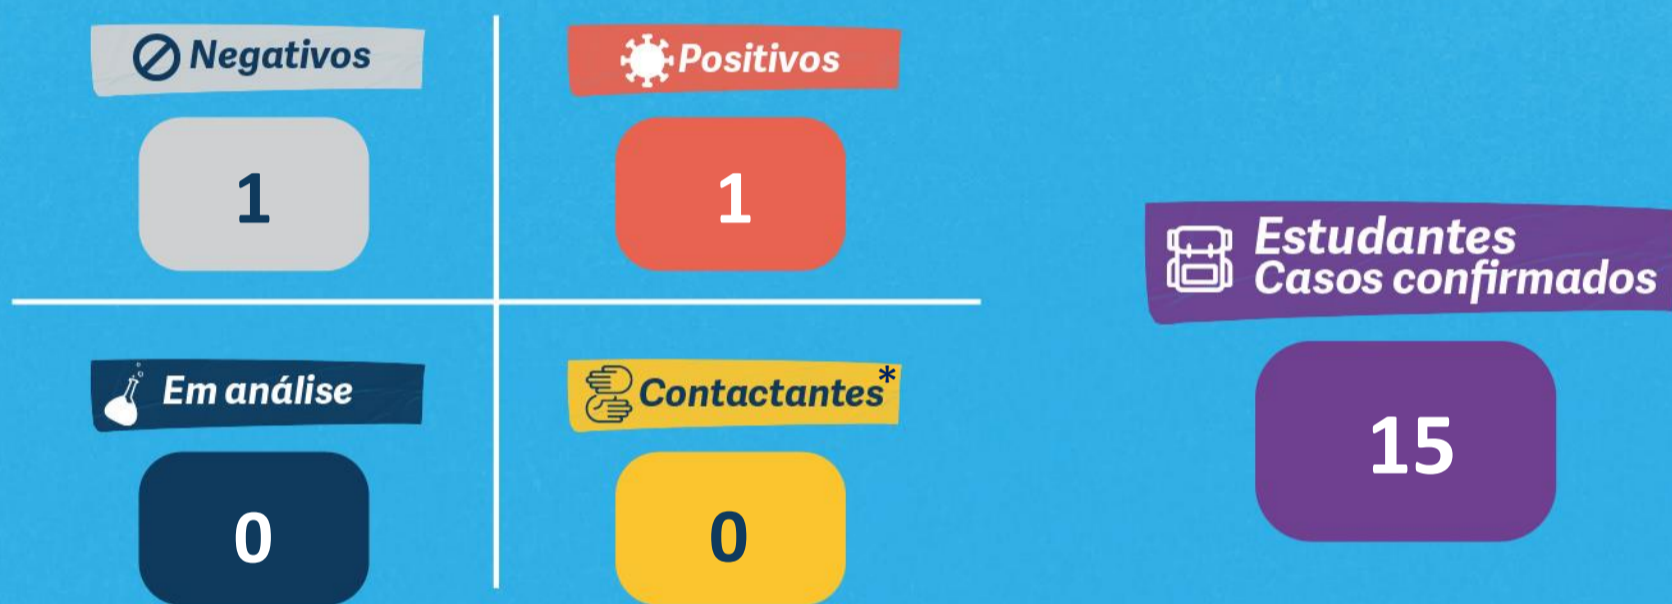 Negativos
1
Positivos
1
Em análise
0
Contactantes*
0
Estudantes
Casos confirmados
15